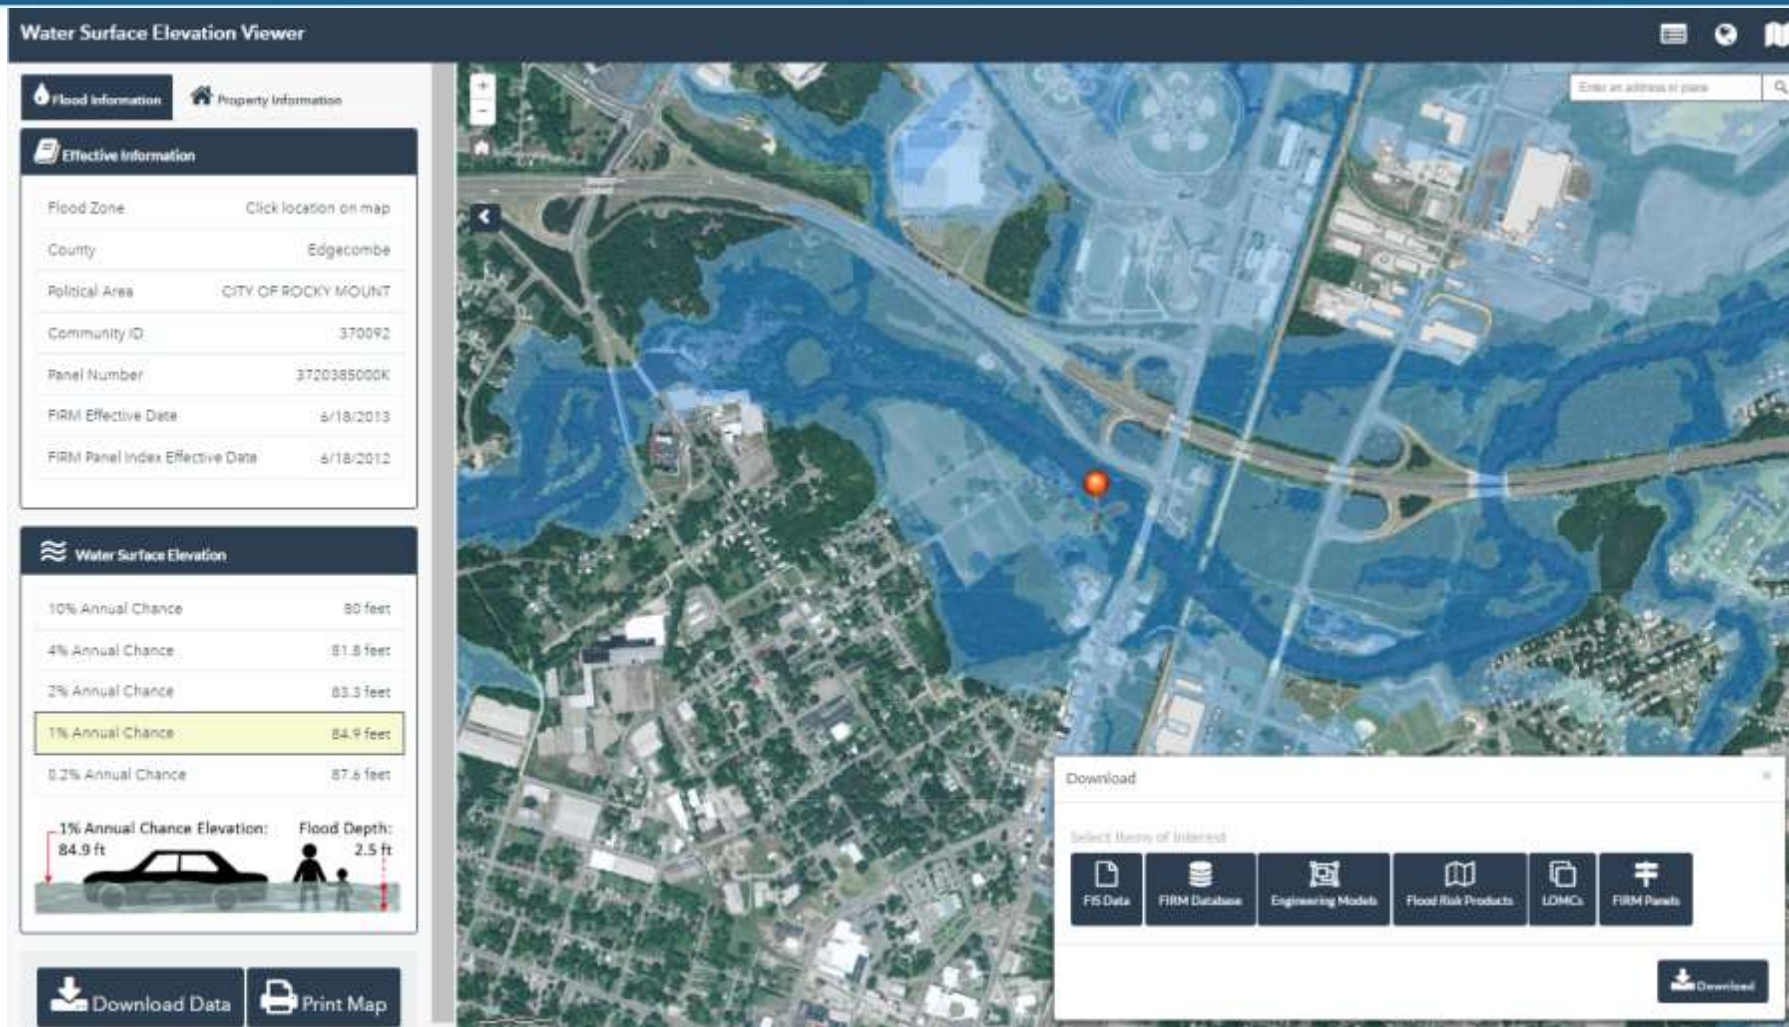 Water Surface Elevation Viewer
Flood Information
Property Information
Enter an address or place
Effective Information
Flood Zone Click location on map
County Edgecombe
Political Area CITY OF ROCKY MOUNT
Community ID 370092
Panel Number 3720385000K
FIRM Effective Date 6/18/2013
FIRM Panel Index Effective Date 6/18/2012
Water Surface Elevation
10% Annual Chance 80 feet
4% Annual Chance 81.8 feet
2% Annual Chance 83.3 feet
1% Annual Chance 84.9 feet
0.2% Annual Chance 87.6 feet
1% Annual Chance Elevation: Flood Depth:
84.9 ft 2.5 ft
Download Data
Print Map
Download
Select Items of Interest
FIS Data
FIRM Database
Engineering Models
Flood Risk Products
LOMCs
FIRM Panels
Download